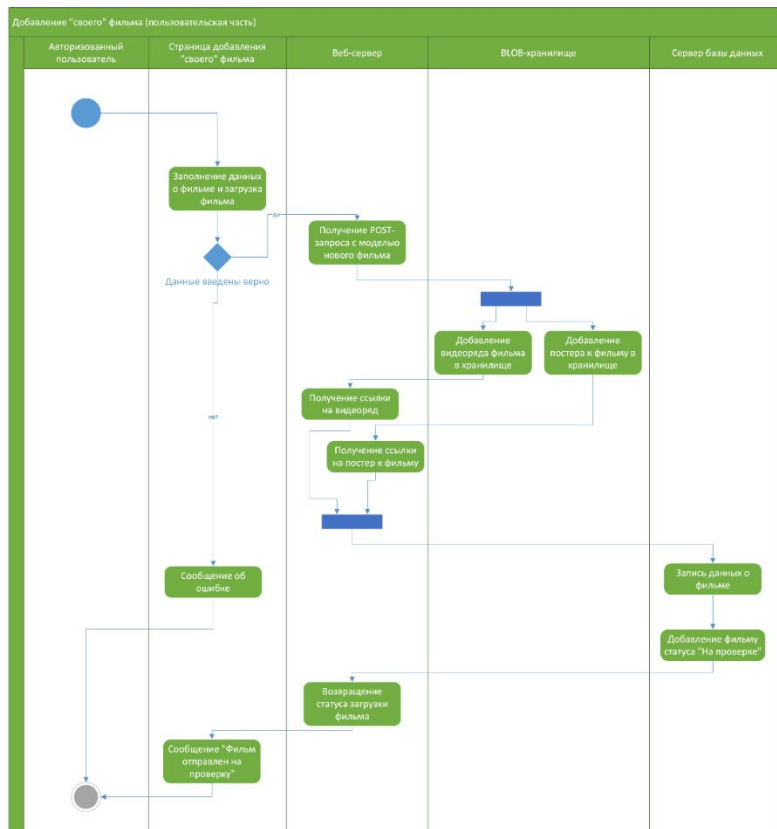 Добавление "своего" фильма (пользовательская часть)
Авторизованный
пользователь
Страница добавления
"своего" фильма
Веб-сервер
BLOB-хранилище
Сервер базы данных
Заполнение данных
о фильме и загрузка
фильма
да
Получение POST-
запроса с моделью
нового фильма
Данные введены верно
Добавление
видеоряда фильма
в хранилище
Добавление
постера к фильму в
хранилище
Получение ссылки
на видеоряд
нет
Получение ссылки
на постер к фильму
Сообщение об
ошибке
Запись данных о
фильме
Добавление фильму
статуса "На проверке"
Возвращение
статуса загрузки
фильма
Сообщение "Фильм
отправлен на
проверку"